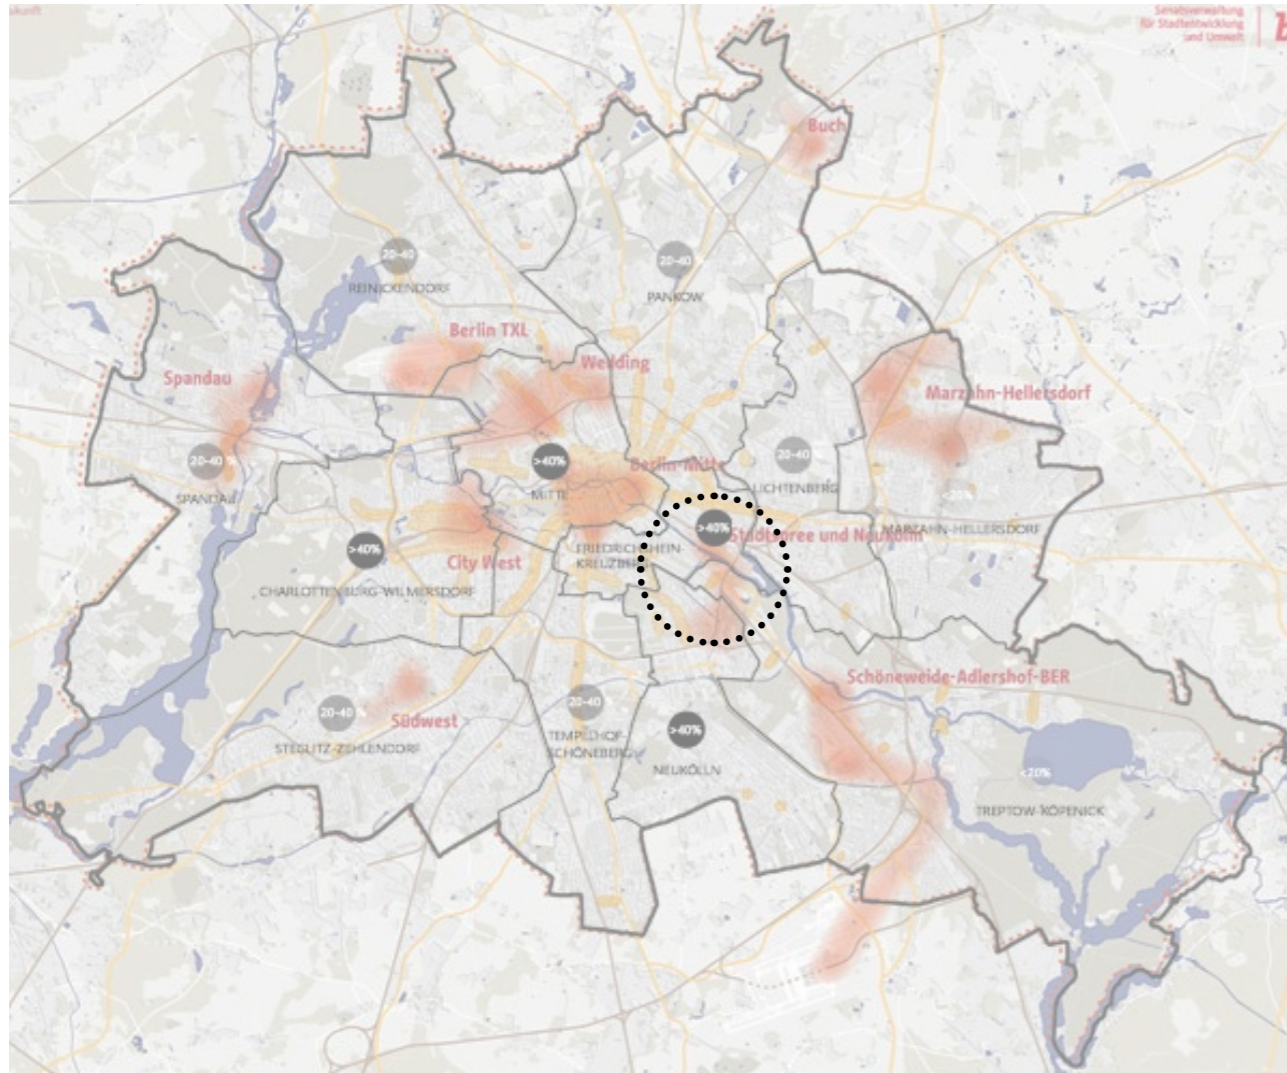 Senatsverwaltung
für Stadtentwicklung
und Umwelt
Buch
20-40
REINICKENDORF
20-40
PANKOW
Berlin TXL
Wedding
Spandau
Marzahn-Hellersdorf
20-40 %
SPANDAU
>40%
MITTE
Berlin-Mitte
20-40
LICHTENBERG
<20%
MARZAHN-HELLERSDORF
>40%
Stadtspree und Neukölln
FRIEDRICHSHAIN-
KREUZBERG
>40%
City West
CHARLOTTENBURG-WILMERSDORF
Schöneweide-Adlershof-BER
20-40 %
Südwest
STEGLITZ-ZEHLENDORF
20-40 %
TEMPELHOF-
SCHÖNEBERG
>40%
NEUKÖLLN
<20%
TREPTOW-KÖPENICK